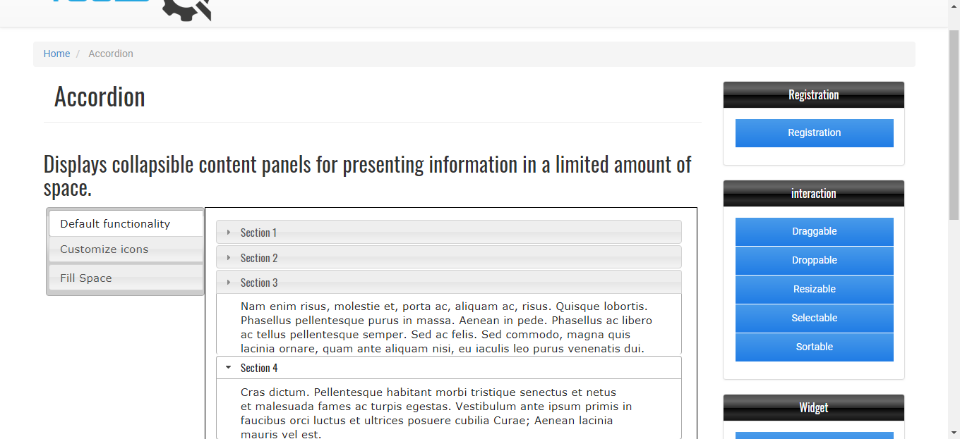 Home / Accordion
Accordion
Displays collapsible content panels for presenting information in a limited amount of
space.
Default functionality
Customize icons
Fill Space
Section 1
Section 2
Section 3
Nam enim risus, molestie et, porta ac, aliquam ac, risus. Quisque lobortis.
Phasellus pellentesque purus in massa. Aenean in pede. Phasellus ac libero
ac tellus pellentesque semper. Sed ac felis. Sed commodo, magna quis
lacinia ornare, quam ante aliquam nisi, eu iaculis leo purus venenatis dui.
Section 4
Cras dictum. Pellentesque habitant morbi tristique senectus et netus
et malesuada fames ac turpis egestas. Vestibulum ante ipsum primis in
faucibus orci luctus et ultrices posuere cubilia Curae; Aenean lacinia
mauris vel est.
Registration
Registration
interaction
Draggable
Droppable
Resizable
Selectable
Sortable
Widget